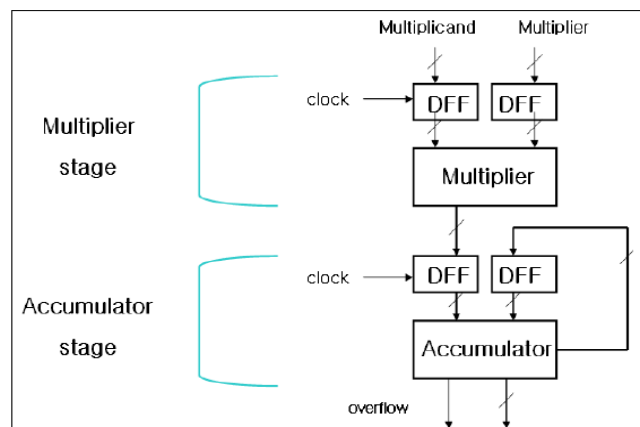 Multiplicand Multiplier
clock DFF DFF
Multiplier
stage
Multiplier
clock DFF DFF
Accumulator
stage
Accumulator
overflow